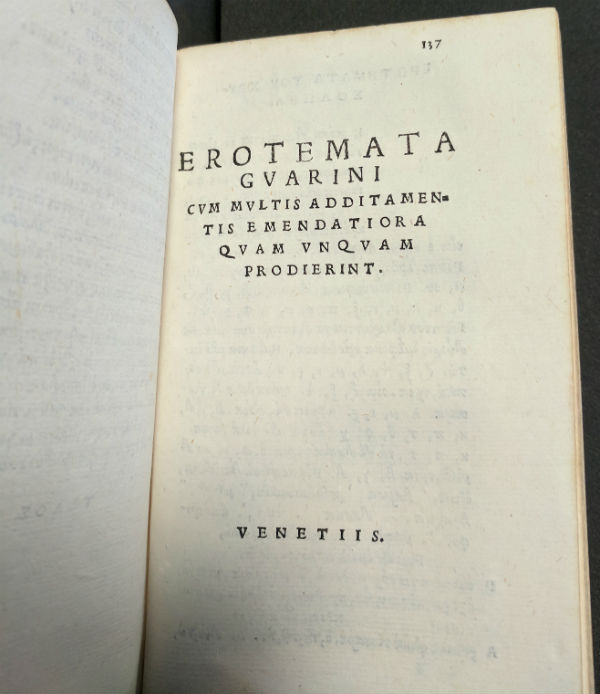 137
EROTEMATA
GVARINI
CVM MVLTIS ADDITAMEN=
TIS EMENDATIORA
QVAM VNQVAM
PRODIERINT.
VENETIIS.